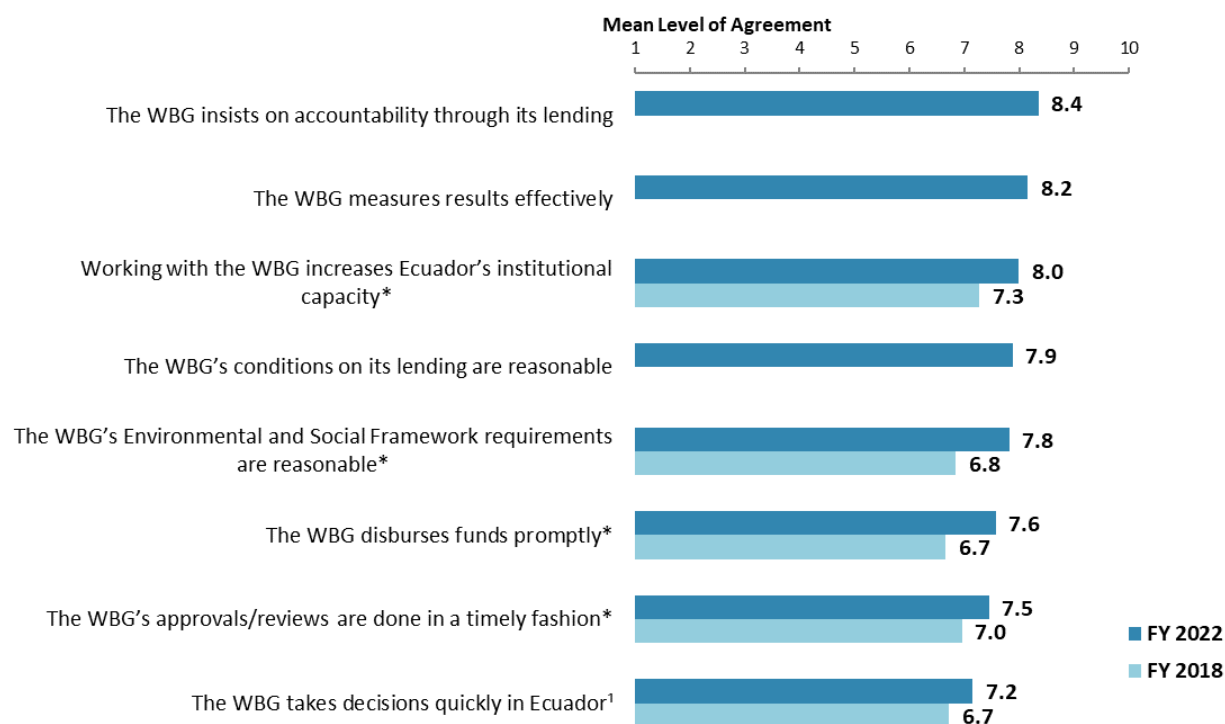 Mean Level of Agreement
1 2 3 4 5 6 7 8 9 10
The WBG insists on accountability through its lending
8.4
The WBG measures results effectively
8.2
Working with the WBG increases Ecuador’s institutional
capacity*
8.0
7.3
The WBG’s conditions on its lending are reasonable
7.9
The WBG’s Environmental and Social Framework requirements
are reasonable*
7.8
6.8
The WBG disburses funds promptly*
7.6
6.7
The WBG’s approvals/reviews are done in a timely fashion*
7.5
7.0
The WBG takes decisions quickly in Ecuador¹
7.2
6.7
FY 2022
FY 2018